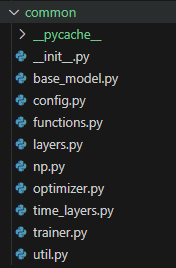 common
__pycache__
__init__.py
base_model.py
config.py
functions.py
layers.py
np.py
optimizer.py
time_layers.py
trainer.py
util.py